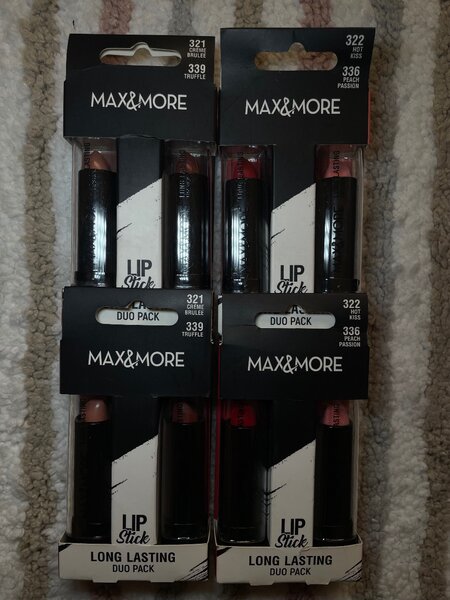 321
CRÈME
BRULEE
339
TRUFFLE
MAX&MORE
LIP
Stick
322
HOT
KISS
336
PEACH
PASSION
MAX&MORE
LIP
Stick
DUO PACK
321
CRÈME
BRULEE
339
TRUFFLE
MAX&MORE
LIP
Stick
LONG LASTING
DUO PACK
DUO PACK
322
HOT
KISS
336
PEACH
PASSION
MAX&MORE
LIP
Stick
LONG LASTING
DUO PACK